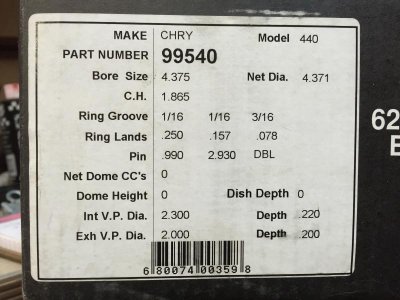 MAKE CHRY Model 440
PART NUMBER 99540
Bore Size 4.375 Net Dia. 4.371
C.H. 1.865
Ring Groove 1/16 1/16 3/16
Ring Lands .250 .157 .078
Pin .990 2.930 DBL
Net Dome CC's 0
Dome Height 0 Dish Depth 0
Int V.P. Dia. 2.300 Depth .220
Exh V.P. Dia. 2.000 Depth .200
6 80074 00359 8
62
E